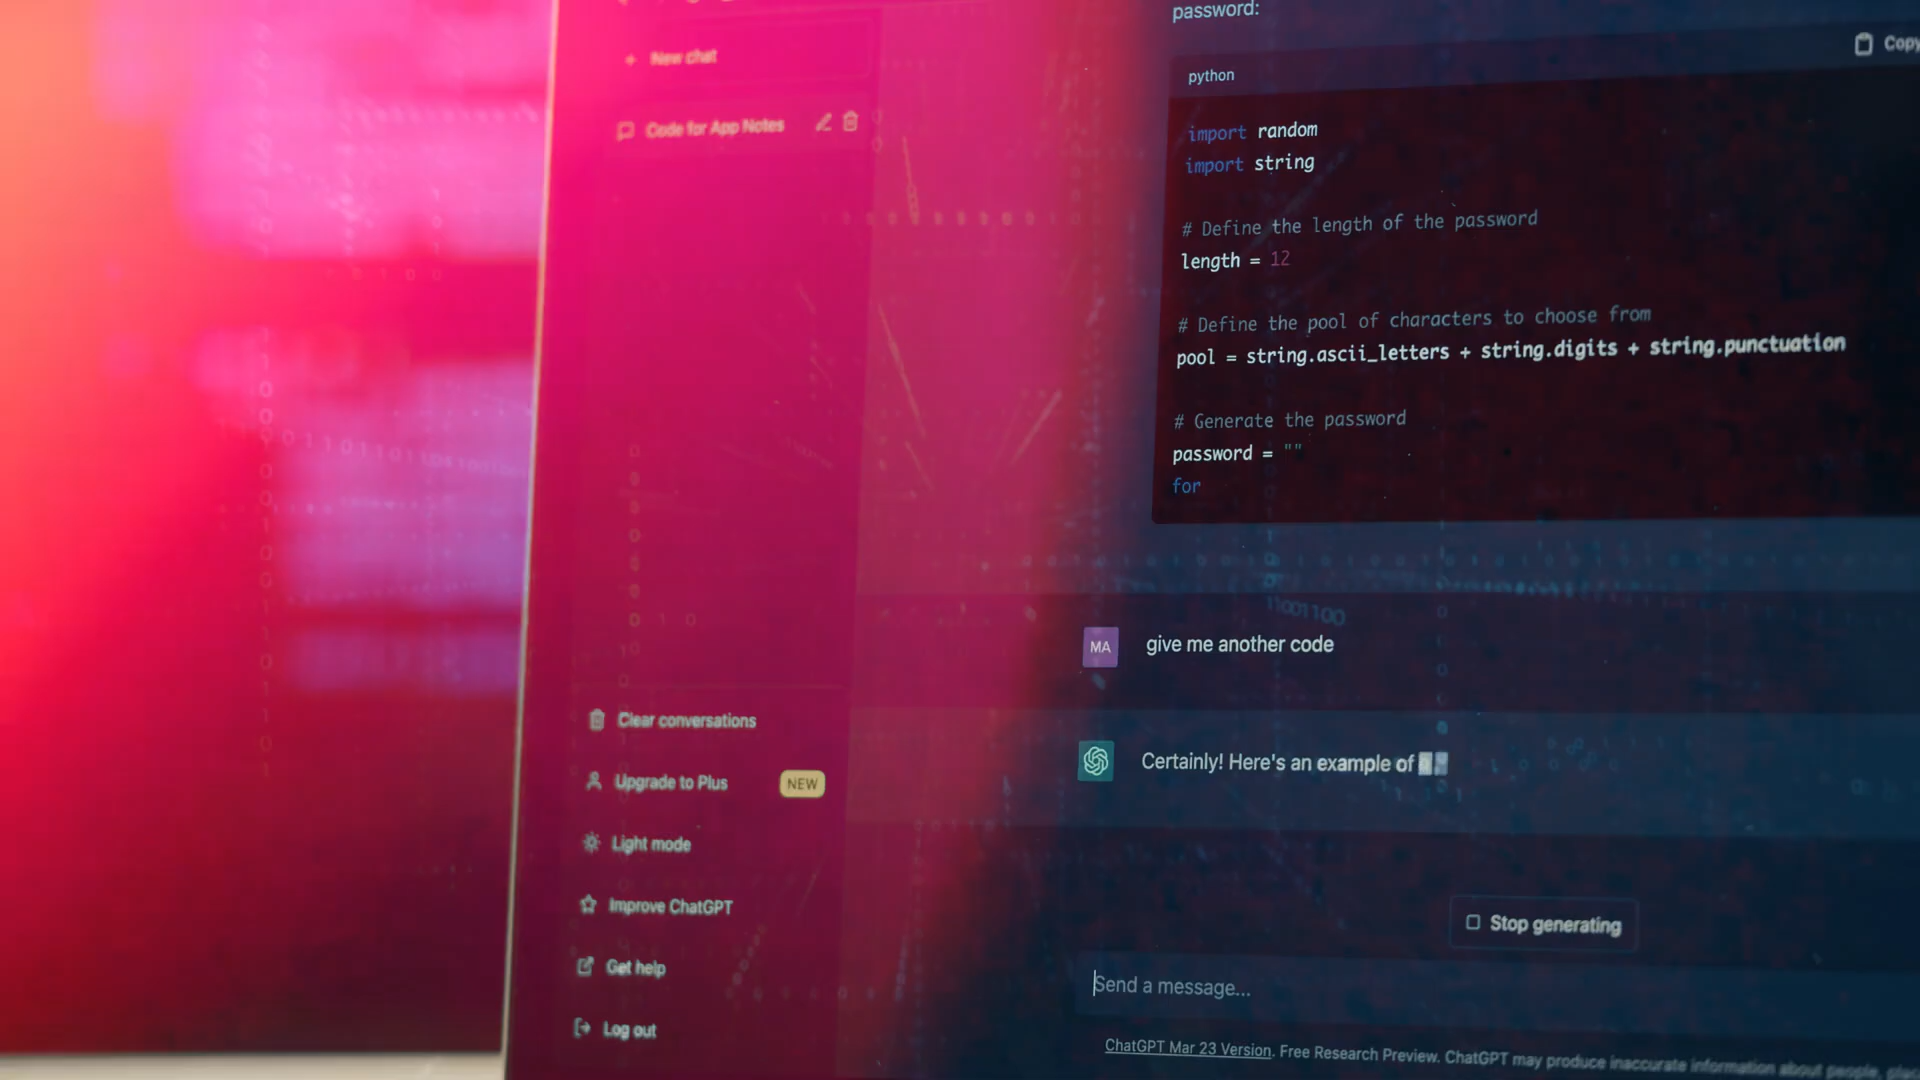 New chat
Code for App Notes
Clear conversations
Upgrade to Plus NEW
Light mode
Improve ChatGPT
Get help
Log out
password:
Copy
python
import random
import string
# Define the length of the password
length = 12
# Define the pool of characters to choose from
pool = string.ascii_letters + string.digits + string.punctuation
# Generate the password
password = ""
for
MA give me another code
Certainly! Here's an example of
Stop generating
Send a message...
ChatGPT Mar 23 Version. Free Research Preview. ChatGPT may produce inaccurate information about people,